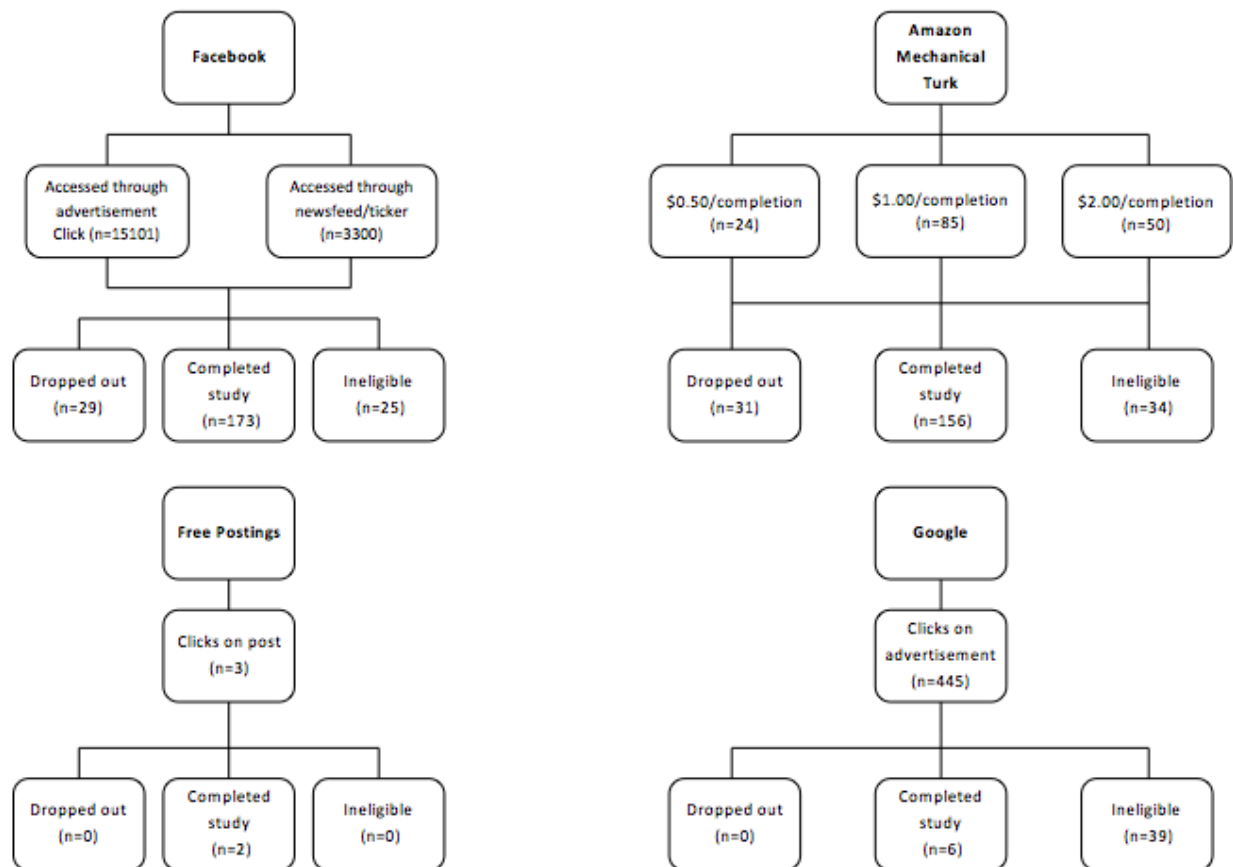 Facebook
Accessed through
advertisement
Click (n=15101)
Accessed through
newsfeed/ticker
(n=3300)
Dropped out
(n=29)
Completed
study
(n=173)
Ineligible
(n=25)
Amazon
Mechanical
Turk
$0.50/completion
(n=24)
$1.00/completion
(n=85)
$2.00/completion
(n=50)
Dropped out
(n=31)
Completed
study
(n=156)
Ineligible
(n=34)
Free Postings
Clicks on post
(n=3)
Dropped out
(n=0)
Completed
study
(n=2)
Ineligible
(n=0)
Google
Clicks on
advertisement
(n=445)
Dropped out
(n=0)
Completed
study
(n=6)
Ineligible
(n=39)